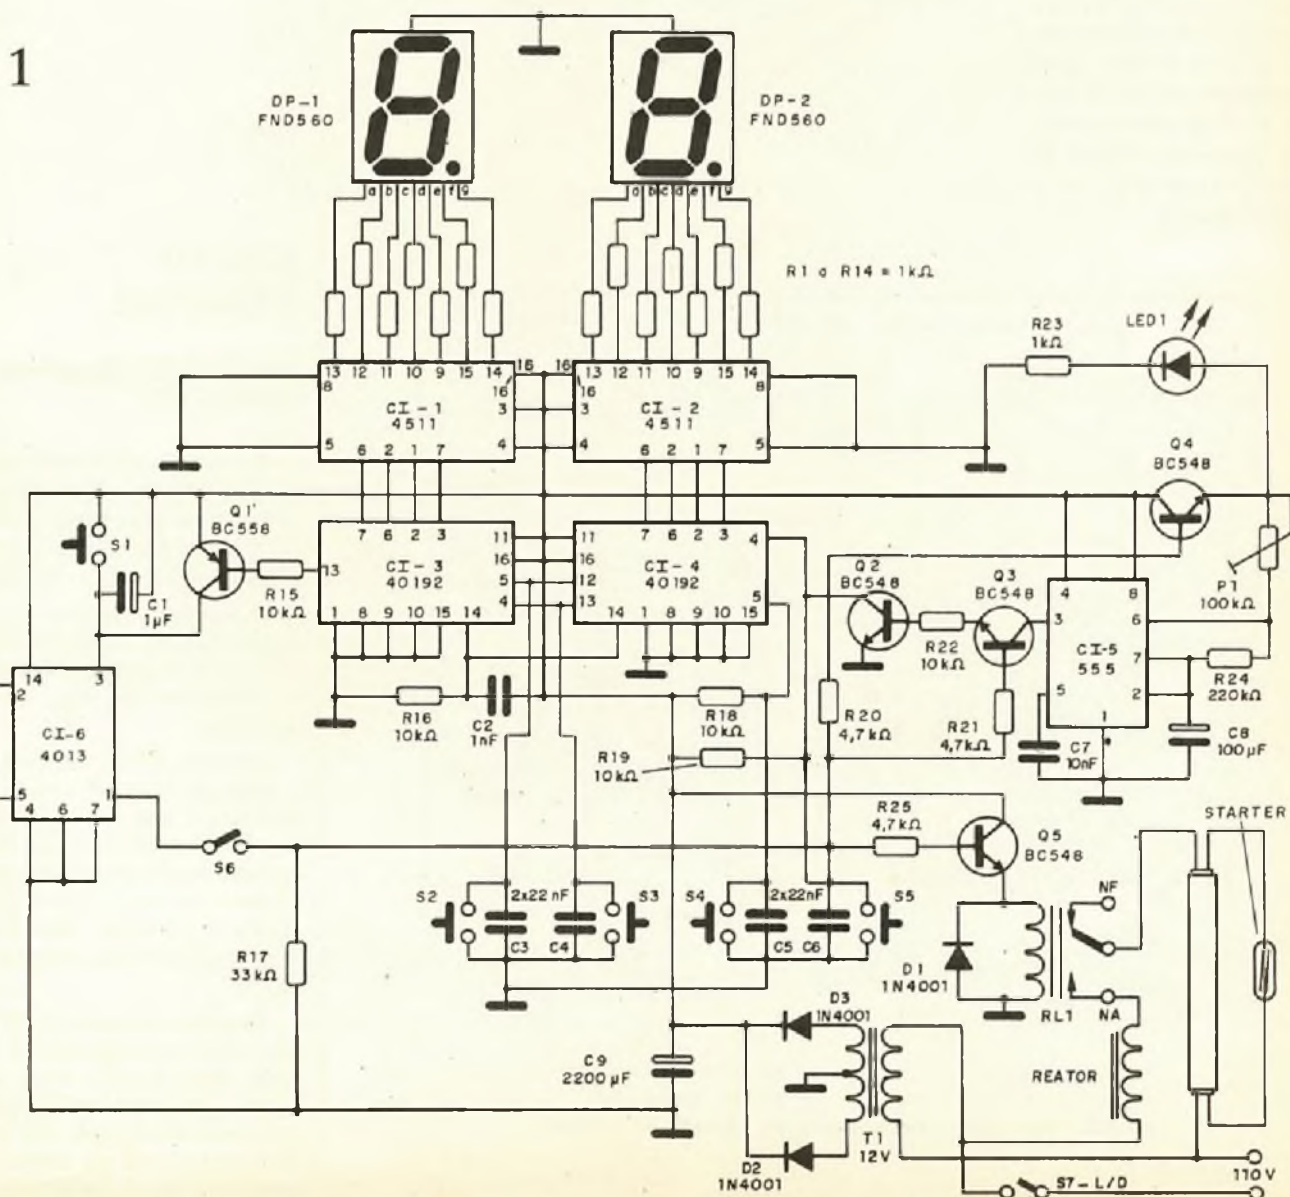 1
DP-1
FND560
DP-2
FND560
a b c d e f g
a b c d e f g
R1 a R14 = 1kΩ
R23
1kΩ
LED1
13 12 11 10 9 15 14
16
16
13 12 11 10 9 15 14
8
16
16
8
CI-1
4511
3
3
CI-2
4511
5
4
4
5
6 2 1 7
6 2 1 7
Q4
BC548
Q1
BC558
S1
C1
1µF
R15
10kΩ
13
7 6 2 3
11
16
5
4
CI-3
40192
1 8 9 10 15 14
7 6 2 3
11
16
12
13
CI-4
40192
4
5
14 1 8 9 10 15
Q2
BC548
Q3
BC548
R22
10kΩ
P1
100kΩ
4 8
3 6
CI-5
555
7
5 2
1
R24
220kΩ
R16
10kΩ
C2
1nF
R18
10kΩ
R19
10kΩ
R20
4,7kΩ
R21
4,7kΩ
C7
10nF
C8
100µF
14 3
2
CI-6
4013
5 1
4 6 7
S6
R25
4,7kΩ
Q5
BC548
STARTER
S2
2x22nF
S3
C3 C4
S4
2x22nF
S5
C5 C6
R17
33kΩ
D1
1N4001
NF
RL1
NA
D3
1N4001
C9
2200µF
REATOR
T1
12V
D2
1N4001
S7-L/D
110V